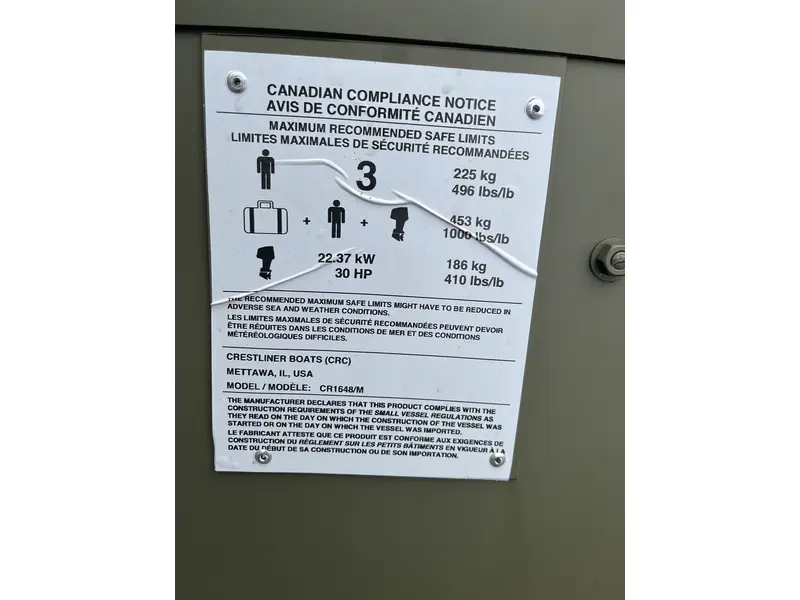 CANADIAN COMPLIANCE NOTICE
AVIS DE CONFORMITÉ CANADIEN
MAXIMUM RECOMMENDED SAFE LIMITS
LIMITES MAXIMALES DE SÉCURITÉ RECOMMANDÉES
3 225 kg
496 lbs/lb
+ + 453 kg
1000 lbs/lb
22.37 kW 186 kg
30 HP 410 lbs/lb
THE RECOMMENDED MAXIMUM SAFE LIMITS MIGHT HAVE TO BE REDUCED IN
ADVERSE SEA AND WEATHER CONDITIONS.
LES LIMITES MAXIMALES DE SÉCURITÉ RECOMMANDÉES PEUVENT DEVOIR
ÊTRE RÉDUITES DANS LES CONDITIONS DE MER ET DES CONDITIONS
MÉTÉREOLOGIQUES DIFFICILES.
CRESTLINER BOATS (CRC)
METTAWA, IL, USA
MODEL / MODÈLE: CR1648/M
THE MANUFACTURER DECLARES THAT THIS PRODUCT COMPLIES WITH THE
CONSTRUCTION REQUIREMENTS OF THE SMALL VESSEL REGULATIONS AS
THEY READ ON THE DAY ON WHICH THE CONSTRUCTION OF THE VESSEL WAS
STARTED OR ON THE DAY ON WHICH THE VESSEL WAS IMPORTED.
LE FABRICANT ATTESTE QUE CE PRODUIT EST CONFORME AUX EXIGENCES DE
CONSTRUCTION DU RÉGLEMENT SUR LES PETITS BÂTIMENTS EN VIGUEUR À LA
DATE DU DÉBUT DE SA CONSTRUCTION OU DE SON IMPORTATION.